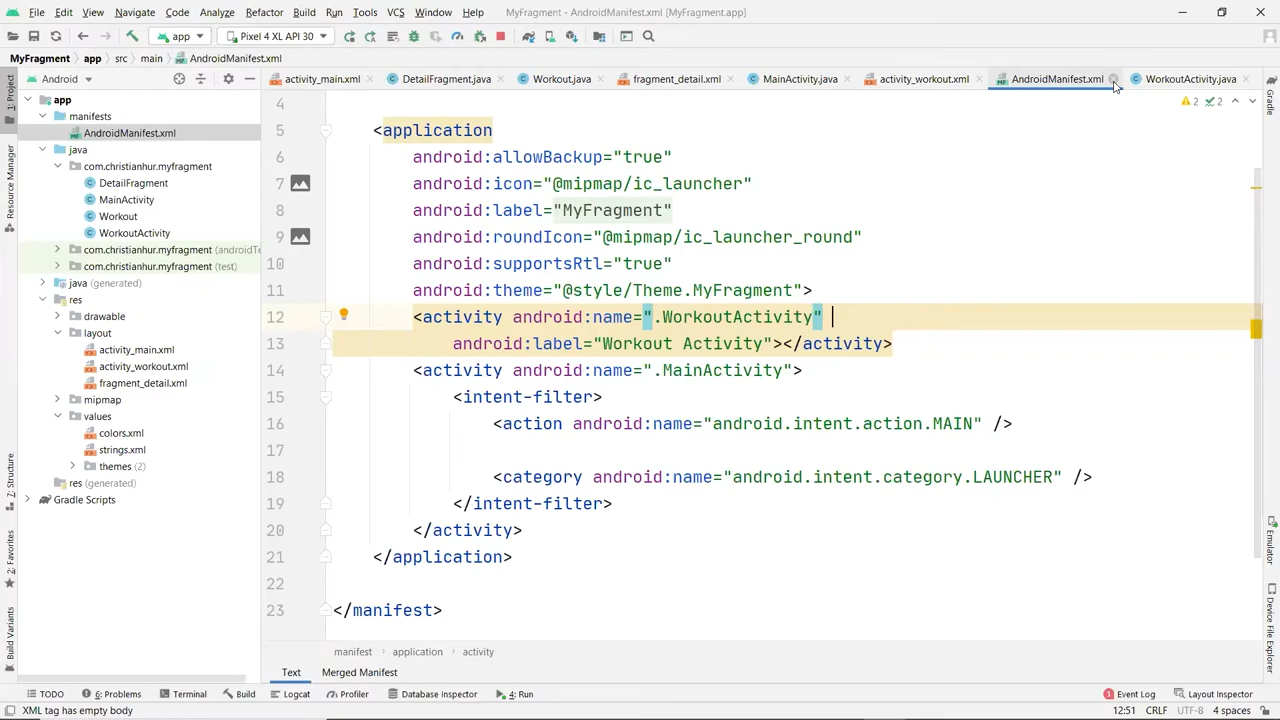 File Edit View Navigate Code Analyze Refactor Build Run Tools VCS Window Help MyFragment - AndroidManifest.xml [MyFragment.app]
app Pixel 4 XL API 30
MyFragment app src main AndroidManifest.xml
Android
activity_main.xml DetailFragment.java Workout.java fragment_detail.xml MainActivity.java activity_workout.xml AndroidManifest.xml WorkoutActivity.java
1: Project
Resource Manager
7: Structure
2: Favorites
Build Variants
app
manifests
AndroidManifest.xml
java
com.christianhur.myfragment
DetailFragment
MainActivity
Workout
WorkoutActivity
com.christianhur.myfragment (androidTe
com.christianhur.myfragment (test)
java (generated)
res
drawable
layout
activity_main.xml
activity_workout.xml
fragment_detail.xml
mipmap
values
colors.xml
strings.xml
themes (2)
res (generated)
Gradle Scripts
2 2
4
5 <application
6 android:allowBackup="true"
7 android:icon="@mipmap/ic_launcher"
8 android:label="MyFragment"
9 android:roundIcon="@mipmap/ic_launcher_round"
10 android:supportsRtl="true"
11 android:theme="@style/Theme.MyFragment">
12 <activity android:name=".WorkoutActivity"
13 android:label="Workout Activity"></activity>
14 <activity android:name=".MainActivity">
15 <intent-filter>
16 <action android:name="android.intent.action.MAIN" />
17
18 <category android:name="android.intent.category.LAUNCHER" />
19 </intent-filter>
20 </activity>
21 </application>
22
23 </manifest>
Gradle
Emulator
Device File Explorer
manifest application activity
Text Merged Manifest
TODO 6: Problems Terminal Build Logcat Profiler Database Inspector 4: Run Event Log Layout Inspector
XML tag has empty body 12:51 CRLF UTF-8 4 spaces